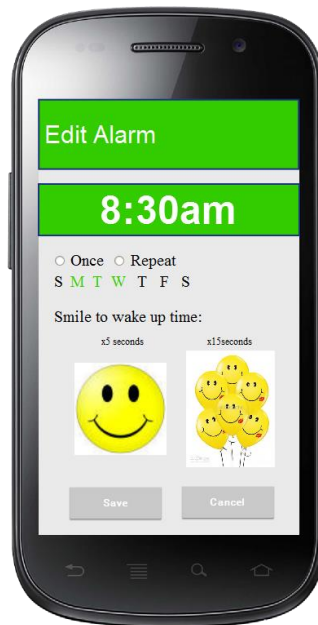 Edit Alarm
8:30am
Once Repeat
S M T W T F S
Smile to wake up time:
x5 seconds x15seconds
Save Cancel